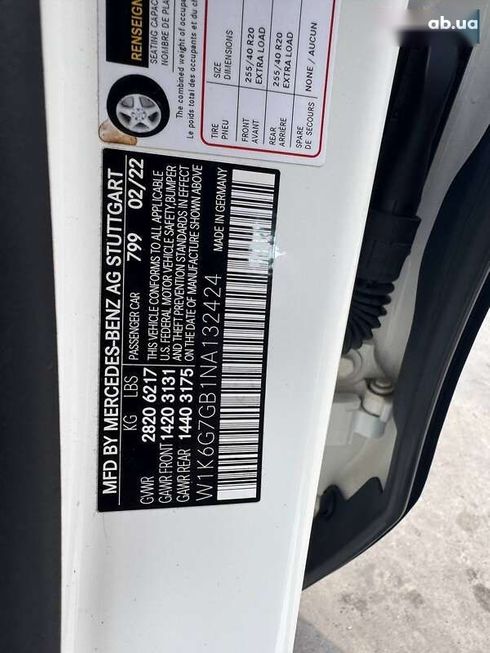 ab.ua
RENSEIGN
SEATING CAPAC
NOMBRE DE PLA
The combined weight of occupa
Le poids total des occupants et du ch
TIRE SIZE
PNEU DIMENSIONS
FRONT 255/40 R20
AVANT EXTRA LOAD
REAR 255/40 R20
ARRIÈRE EXTRA LOAD
SPARE NONE / AUCUN
DE SECOURS
MFD BY MERCEDES-BENZ AG STUTTGART
KG LBS PASSENGER CAR 799 02/22
GVWR 2820 6217 THIS VEHICLE CONFORMS TO ALL APPLICABLE
GAWR FRONT 1420 3131 U.S. FEDERAL MOTOR VEHICLE SAFETY, BUMPER
GAWR REAR 1440 3175 AND THEFT PREVENTION STANDARDS IN EFFECT
ON THE DATE OF MANUFACTURE SHOWN ABOVE
W1K6G7GB1NA132424 MADE IN GERMANY